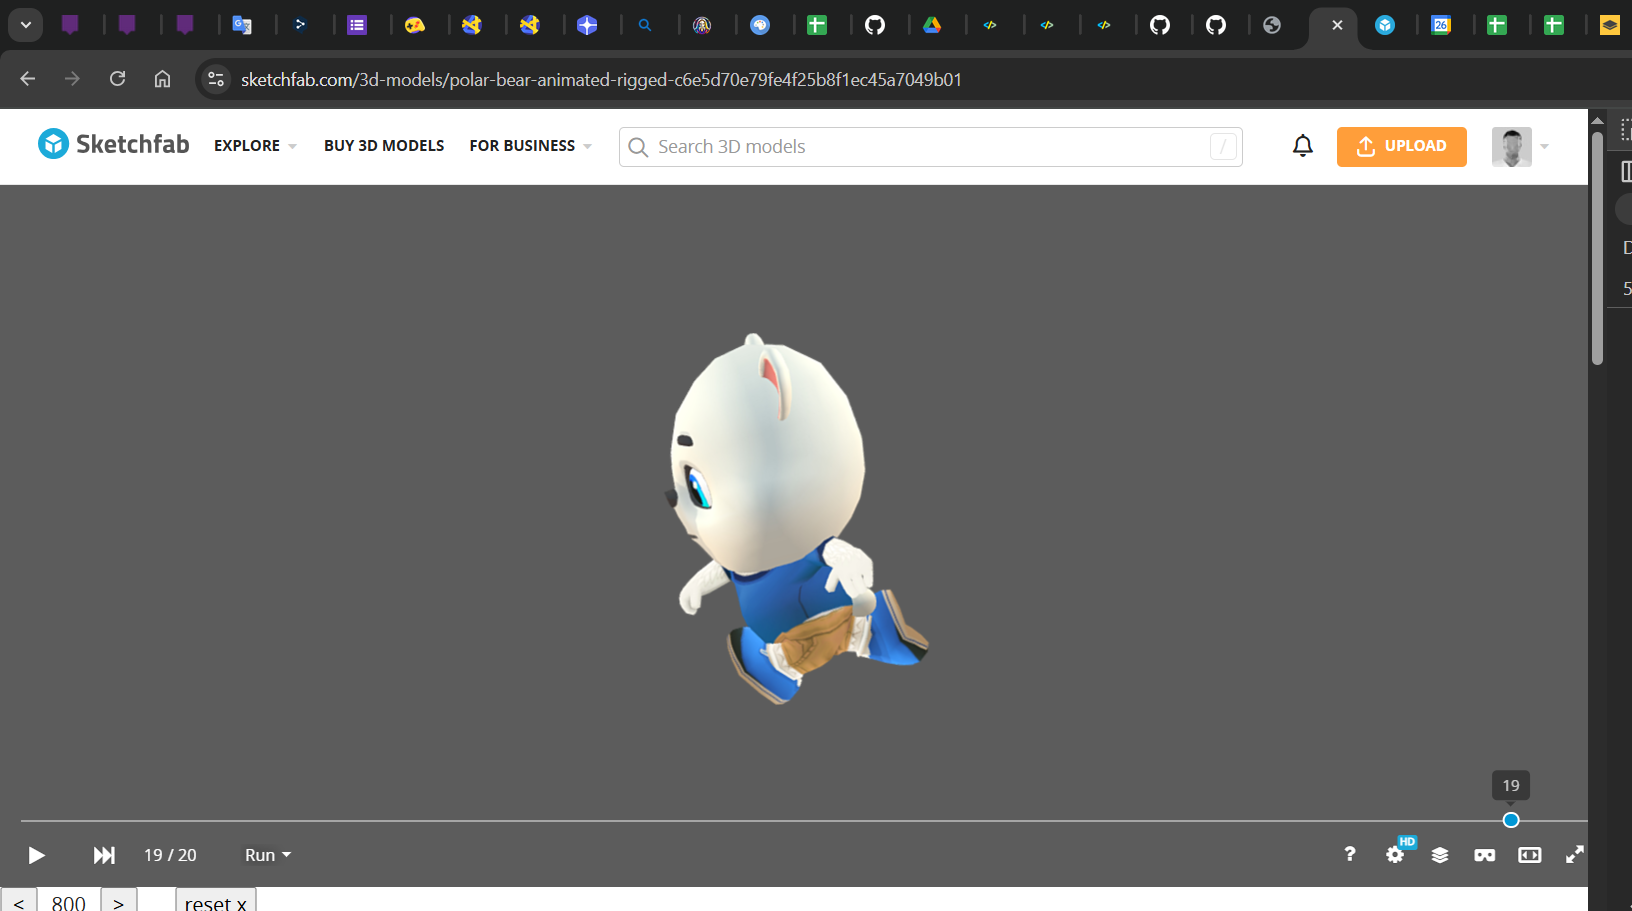 sketchfab.com/3d-models/polar-bear-animated-rigged-c6e5d70e79fe4f25b8f1ec45a7049b01
Sketchfab EXPLORE BUY 3D MODELS FOR BUSINESS Search 3D models / UPLOAD
19
19 / 20 Run ? HD
< 800 > reset x